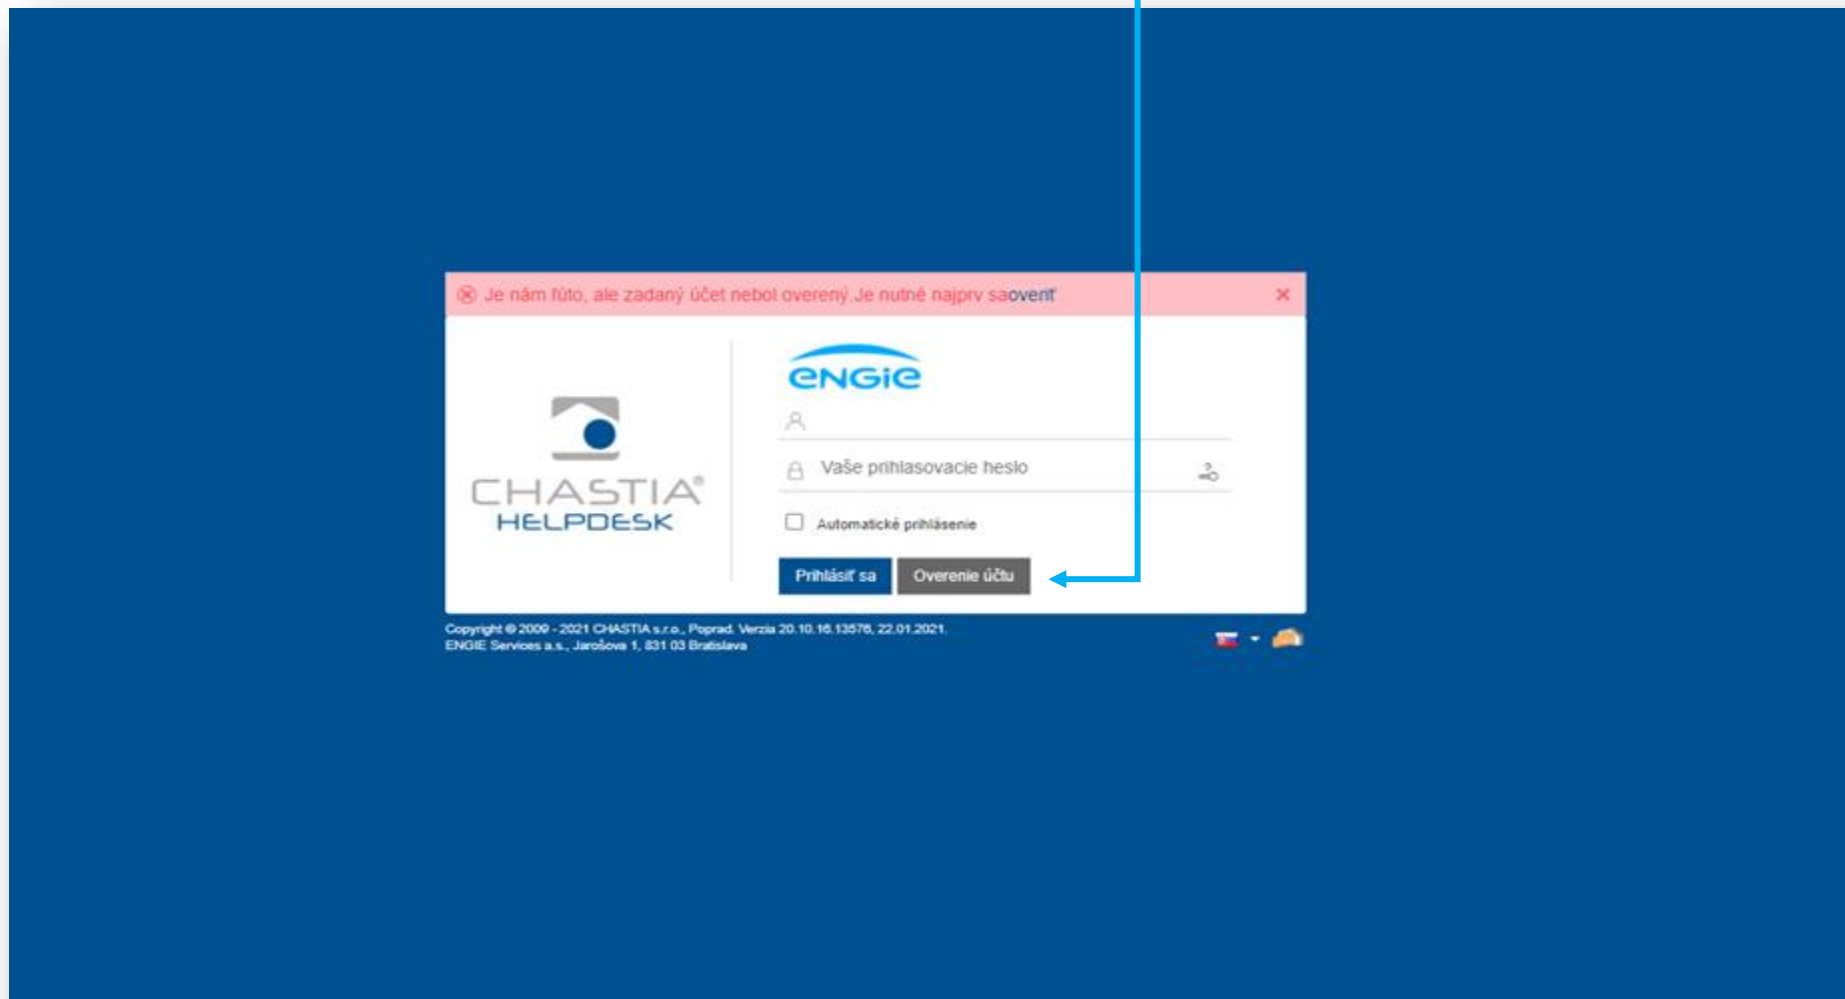 Je nám ľúto, ale zadaný účet nebol overený.Je nutné najprv saoveriť
ENGIE
Vaše prihlasovacie heslo
CHASTIA®
HELPDESK
Automatické prihlásenie
Prihlásiť sa
Overenie účtu
Copyright © 2009 - 2021 CHASTIA s.r.o., Poprad. Verzia 20.10.16.13576, 22.01.2021.
ENGIE Services a.s., Jarošova 1, 831 03 Bratislava